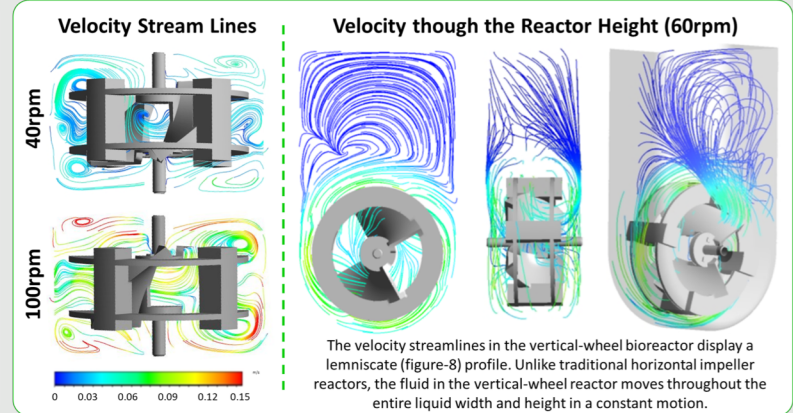 Velocity Stream Lines
Velocity though the Reactor Height (60rpm)
40rpm
100rpm
m/s
0 0.03 0.06 0.09 0.12 0.15
The velocity streamlines in the vertical-wheel bioreactor display a
lemniscate (figure-8) profile. Unlike traditional horizontal impeller
reactors, the fluid in the vertical-wheel reactor moves throughout the
entire liquid width and height in a constant motion.